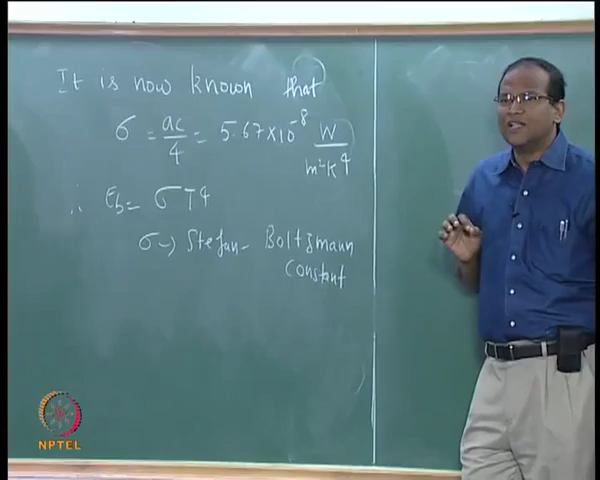 It is now known that
σ = ac/4 = 5.67×10⁻⁸ W/m²K⁴
∴ Eb = σT⁴
σ → Stefan-Boltzmann
Constant
NPTEL